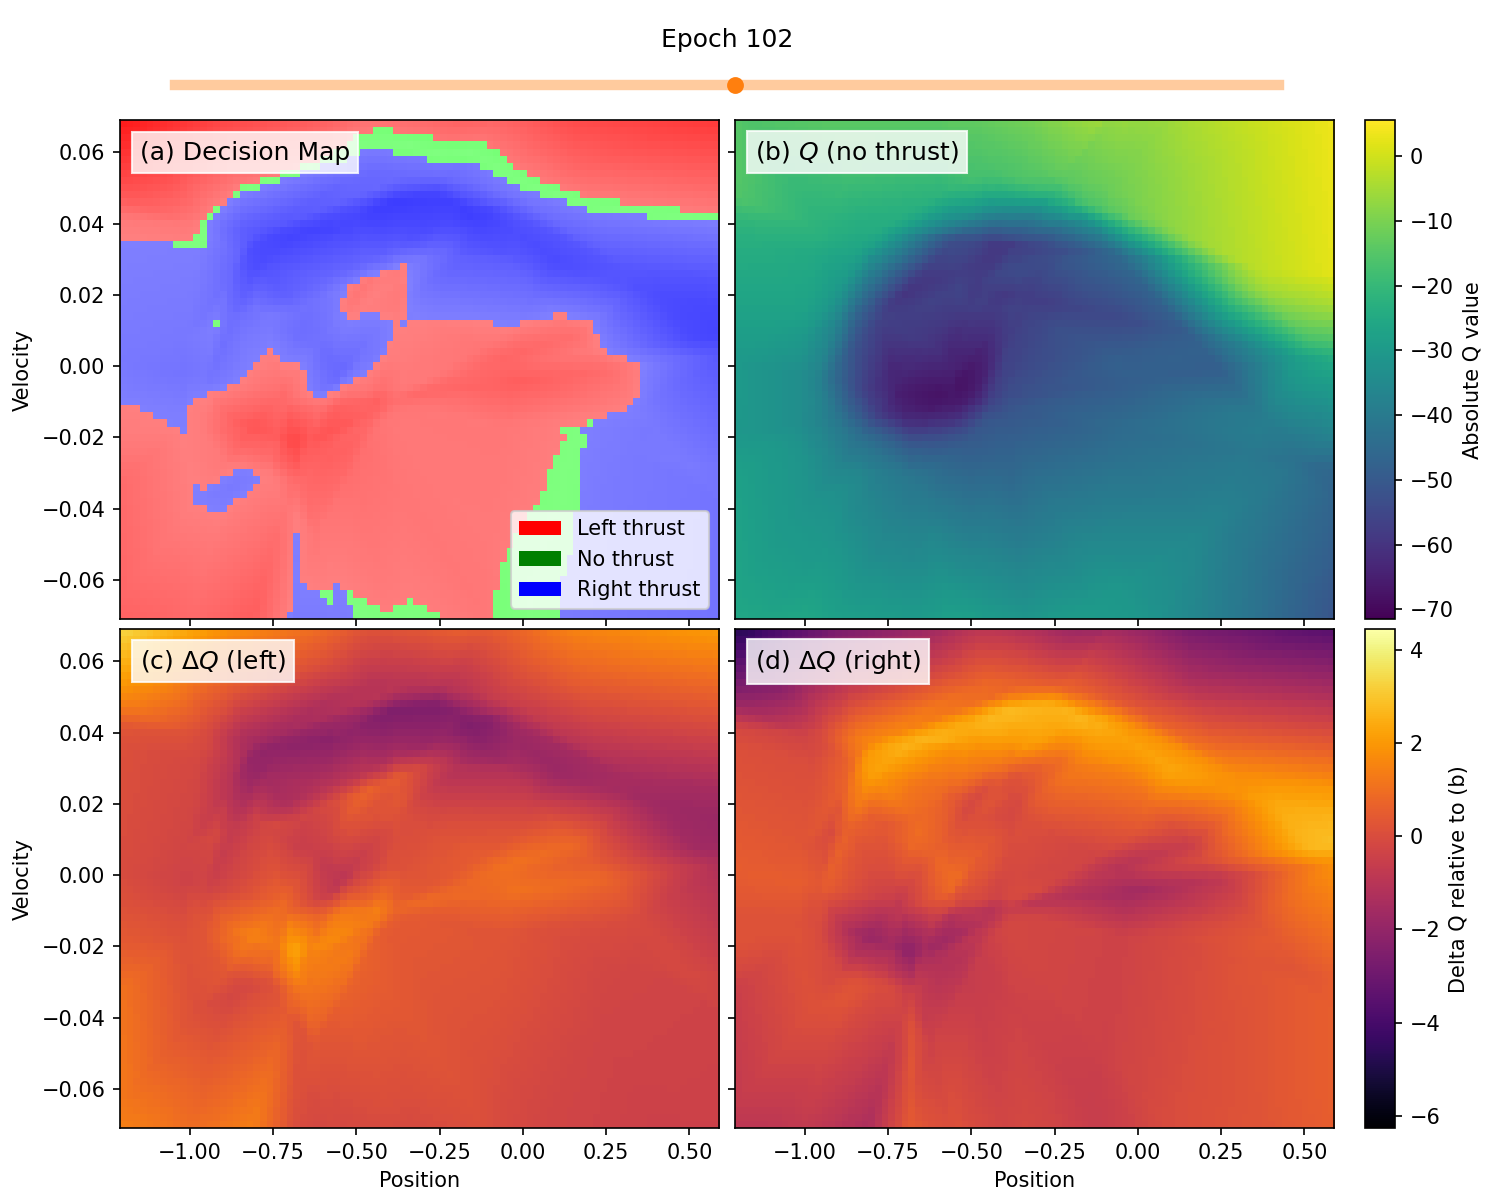 Epoch 102
(a) Decision Map
(b) Q (no thrust)
0.06
0.04
0.02
0.00
−0.02
−0.04
−0.06
Velocity
Left thrust
No thrust
Right thrust
0
−10
−20
−30
−40
−50
−60
−70
Absolute Q value
(c) ΔQ (left)
(d) ΔQ (right)
0.06
0.04
0.02
0.00
−0.02
−0.04
−0.06
Velocity
4
2
0
−2
−4
−6
Delta Q relative to (b)
−1.00 −0.75 −0.50 −0.25 0.00 0.25 0.50
Position
−1.00 −0.75 −0.50 −0.25 0.00 0.25 0.50
Position